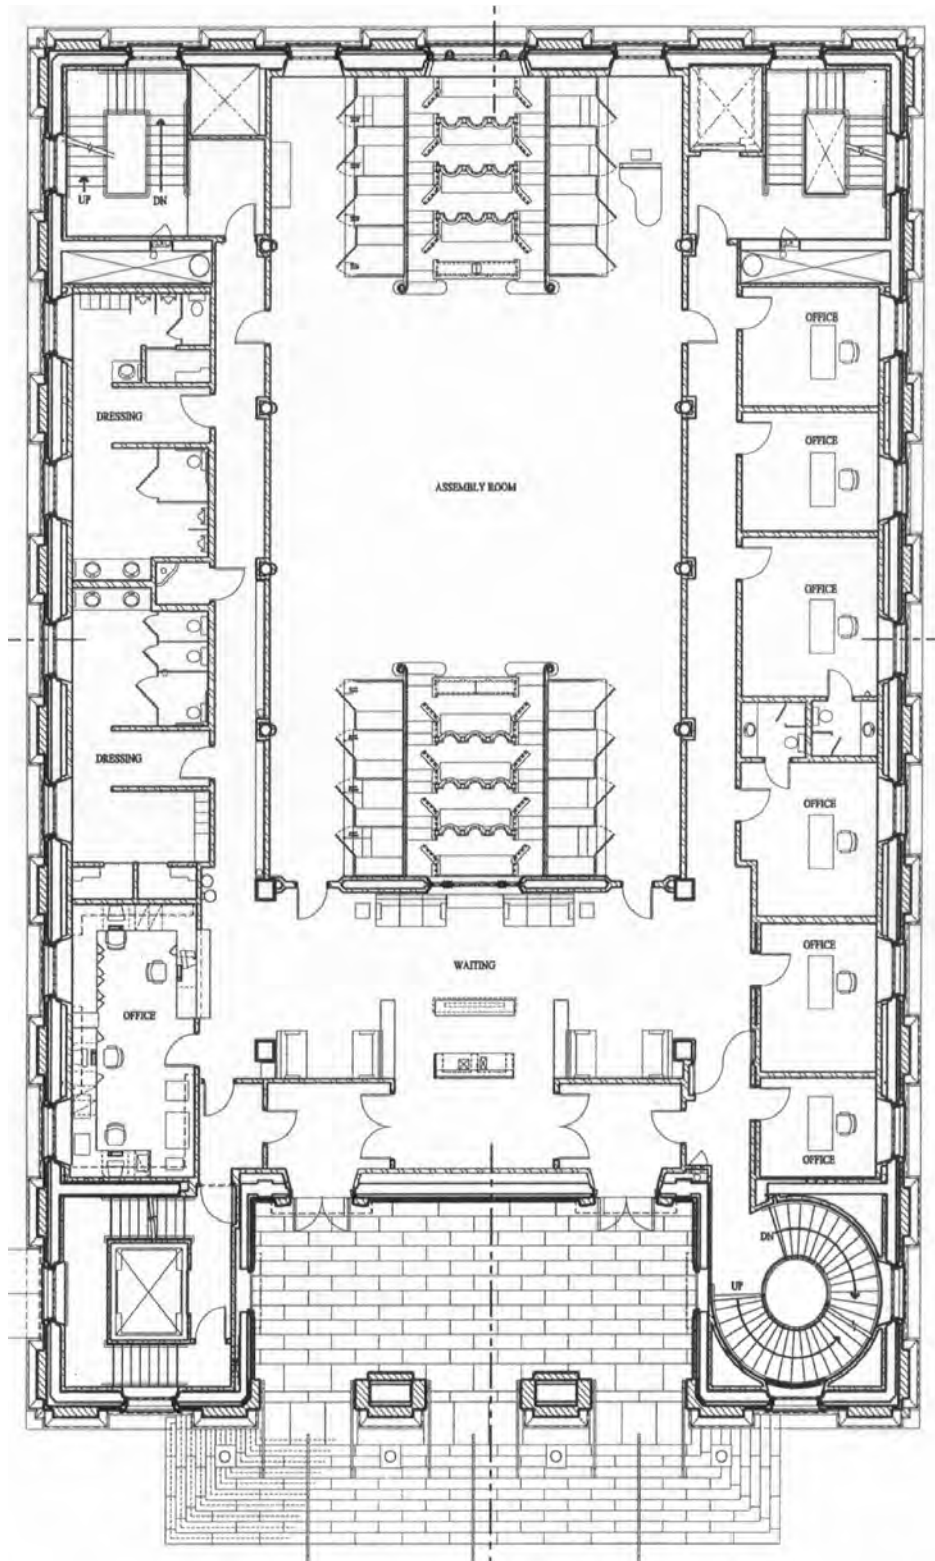 UP
DN
OFFICE
DRESSING
OFFICE
ASSEMBLY ROOM
OFFICE
DRESSING
OFFICE
OFFICE
WAITING
OFFICE
OFFICE
DN
UP